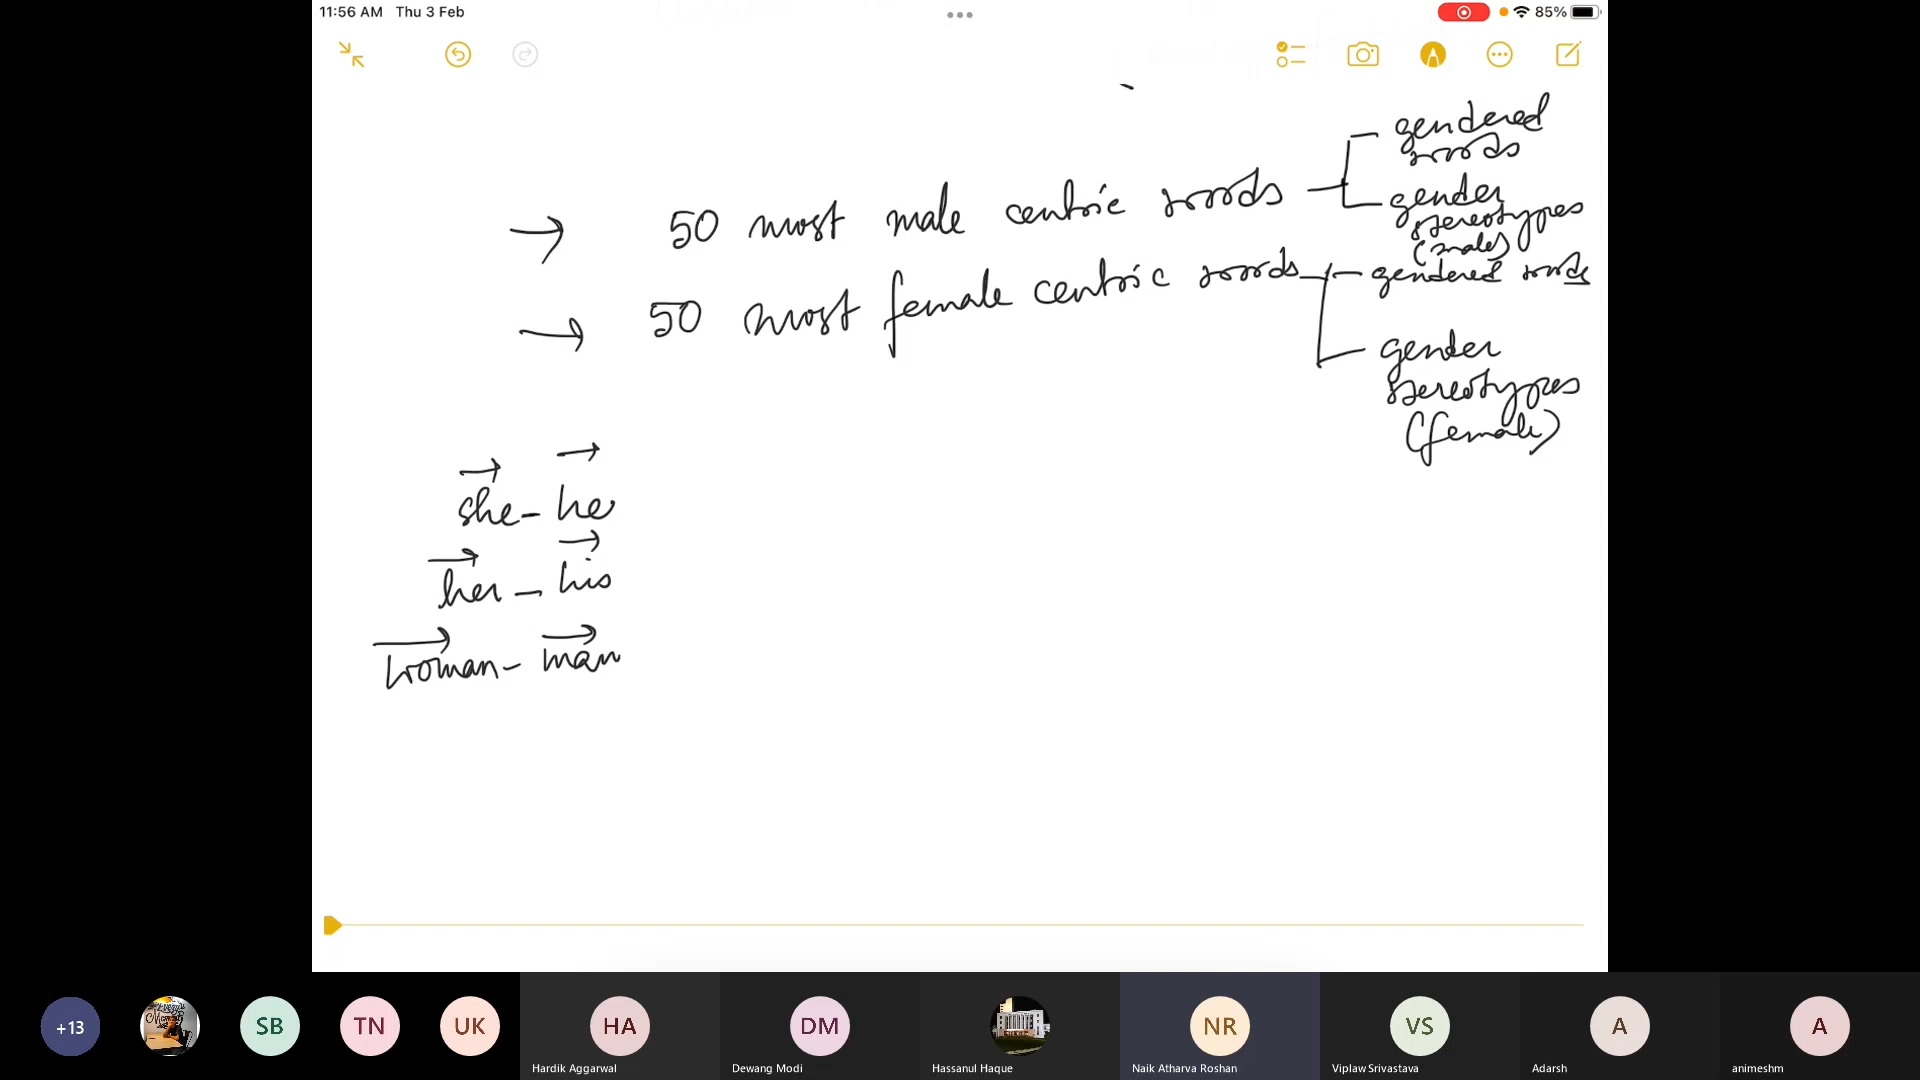 11:56 AM Thu 3 Feb
85%
gendered
words
→ 50 most male centric words
gender
stereotypes
(males)
→ 50 most female centric words
gendered words
gender
stereotypes
(female)
she - he
her - his
woman - man
+13
SB
TN
UK
HA
DM
NR
VS
A
A
Hardik Aggarwal
Dewang Modi
Hassanul Haque
Naik Atharva Roshan
Viplaw Srivastava
Adarsh
animeshm